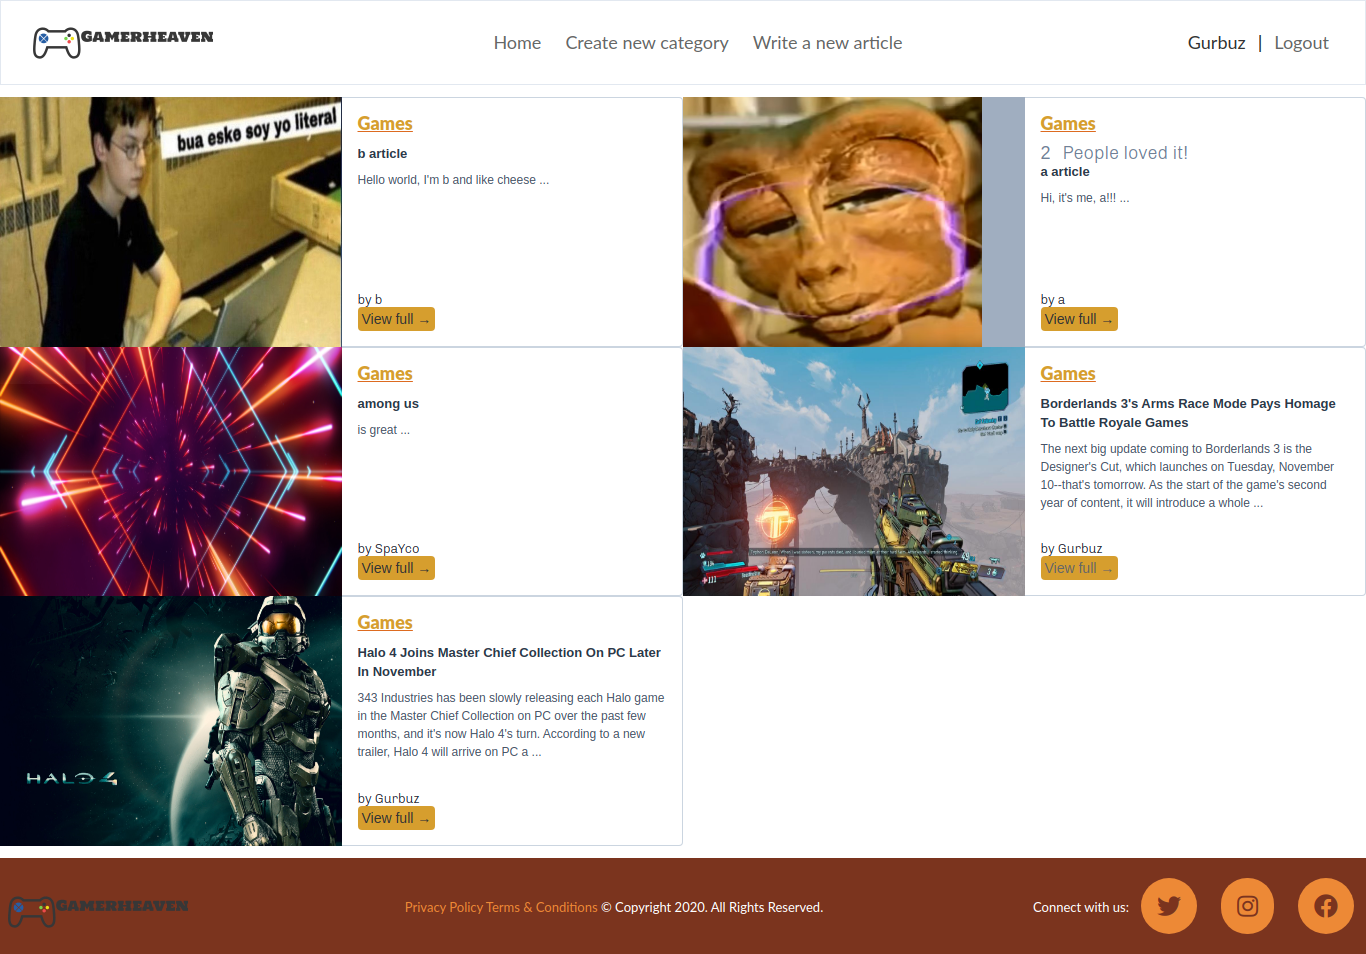 GAMERHEAVEN
Home Create new category Write a new article
Gurbuz | Logout
bua eske soy yo literal
Games
b article
Hello world, I'm b and like cheese ...
by b
View full →
Games
2 People loved it!
a article
Hi, it's me, a!!! ...
by a
View full →
Games
among us
is great ...
by SpaYco
View full →
Games
Borderlands 3's Arms Race Mode Pays Homage
To Battle Royale Games
The next big update coming to Borderlands 3 is the
Designer's Cut, which launches on Tuesday, November
10--that's tomorrow. As the start of the game's second
year of content, it will introduce a whole ...
by Gurbuz
View full →
HALO 4
Games
Halo 4 Joins Master Chief Collection On PC Later
In November
343 Industries has been slowly releasing each Halo game
in the Master Chief Collection on PC over the past few
months, and it's now Halo 4's turn. According to a new
trailer, Halo 4 will arrive on PC a ...
by Gurbuz
View full →
GAMERHEAVEN
Privacy Policy Terms & Conditions © Copyright 2020. All Rights Reserved.
Connect with us: